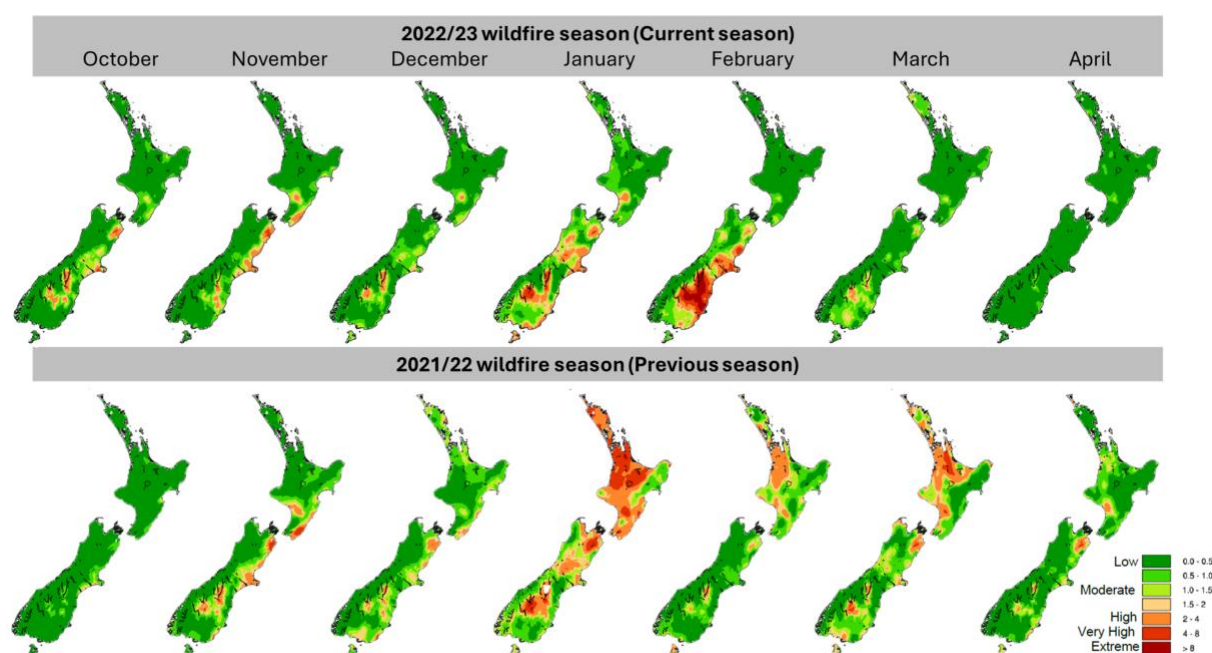 2022/23 wildfire season (Current season)
October November December January February March April
2021/22 wildfire season (Previous season)
Low 0.0 - 0.5
0.5 - 1.0
Moderate 1.0 - 1.5
1.5 - 2
High 2 - 4
Very High 4 - 8
Extreme > 8